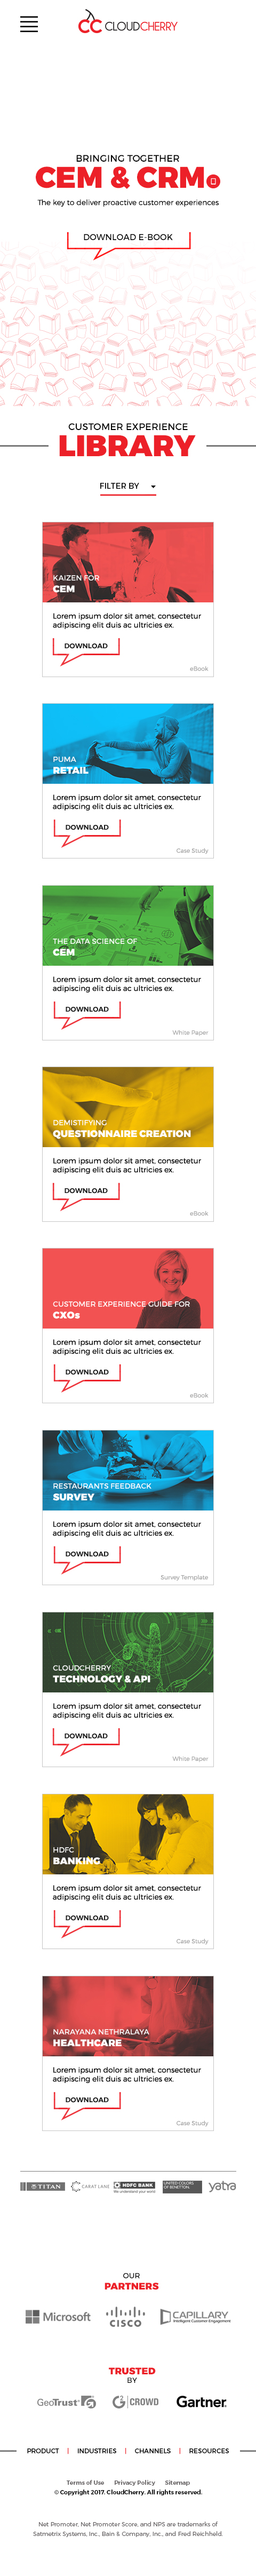 CLOUDCHERRY
BRINGING TOGETHER
CEM & CRM
The key to deliver proactive customer experiences
DOWNLOAD E-BOOK
CUSTOMER EXPERIENCE
LIBRARY
FILTER BY
KAIZEN FOR
CEM
Lorem ipsum dolor sit amet, consectetur
adipiscing elit duis ac ultricies ex.
DOWNLOAD
eBook
PUMA
RETAIL
Lorem ipsum dolor sit amet, consectetur
adipiscing elit duis ac ultricies ex.
DOWNLOAD
Case Study
THE DATA SCIENCE OF
CEM
Lorem ipsum dolor sit amet, consectetur
adipiscing elit duis ac ultricies ex.
DOWNLOAD
White Paper
DEMISTIFYING
QUESTIONNAIRE CREATION
Lorem ipsum dolor sit amet, consectetur
adipiscing elit duis ac ultricies ex.
DOWNLOAD
eBook
CUSTOMER EXPERIENCE GUIDE FOR
CXOs
Lorem ipsum dolor sit amet, consectetur
adipiscing elit duis ac ultricies ex.
DOWNLOAD
eBook
RESTAURANTS FEEDBACK
SURVEY
Lorem ipsum dolor sit amet, consectetur
adipiscing elit duis ac ultricies ex.
DOWNLOAD
Survey Template
CLOUDCHERRY
TECHNOLOGY & API
Lorem ipsum dolor sit amet, consectetur
adipiscing elit duis ac ultricies ex.
DOWNLOAD
White Paper
HDFC
BANKING
Lorem ipsum dolor sit amet, consectetur
adipiscing elit duis ac ultricies ex.
DOWNLOAD
Case Study
NARAYANA NETHRALAYA
HEALTHCARE
Lorem ipsum dolor sit amet, consectetur
adipiscing elit duis ac ultricies ex.
DOWNLOAD
Case Study
TITAN CARAT LANE HDFC BANK UNITED COLORS OF BENETTON. yatra
We understand your world
OUR
PARTNERS
Microsoft CISCO CAPILLARY
Intelligent Customer Engagement
TRUSTED
BY
GeoTrust G2 CROWD Gartner
PRODUCT | INDUSTRIES | CHANNELS | RESOURCES
Terms of Use Privacy Policy Sitemap
© Copyright 2017. CloudCherry. All rights reserved.
Net Promoter, Net Promoter Score, and NPS are trademarks of
Satmetrix Systems, Inc., Bain & Company, Inc., and Fred Reichheld.